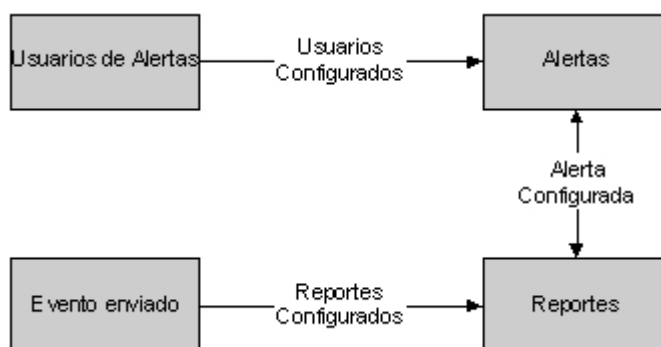 Usuarios de Alertas
Usuarios
Configurados
Alertas
Alerta
Configurada
Evento enviado
Reportes
Configurados
Reportes